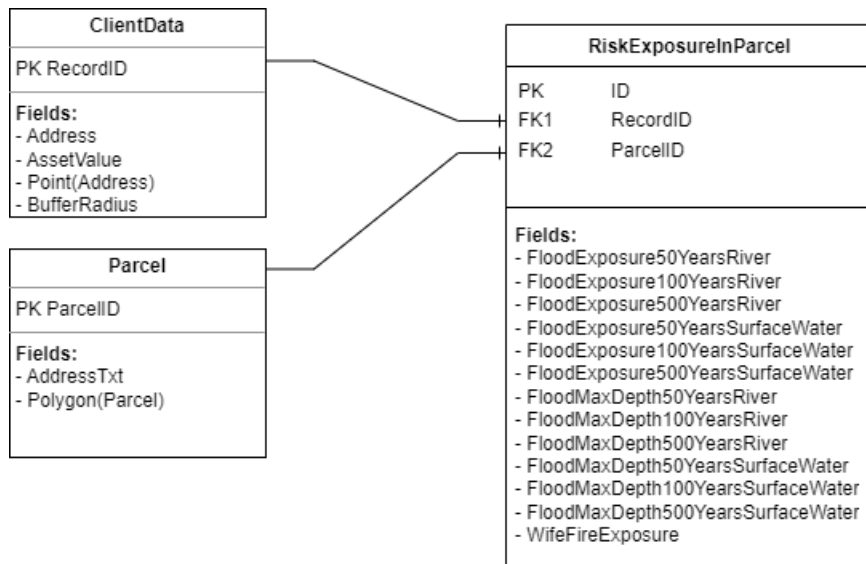 ClientData
PK RecordID
Fields:
- Address
- AssetValue
- Point(Address)
- BufferRadius
Parcel
PK ParcelID
Fields:
- AddressTxt
- Polygon(Parcel)
RiskExposureInParcel
PK ID
FK1 RecordID
FK2 ParcelID
Fields:
- FloodExposure50YearsRiver
- FloodExposure100YearsRiver
- FloodExposure500YearsRiver
- FloodExposure50YearsSurfaceWater
- FloodExposure100YearsSurfaceWater
- FloodExposure500YearsSurfaceWater
- FloodMaxDepth50YearsRiver
- FloodMaxDepth100YearsRiver
- FloodMaxDepth500YearsRiver
- FloodMaxDepth50YearsSurfaceWater
- FloodMaxDepth100YearsSurfaceWater
- FloodMaxDepth500YearsSurfaceWater
- WifeFireExposure